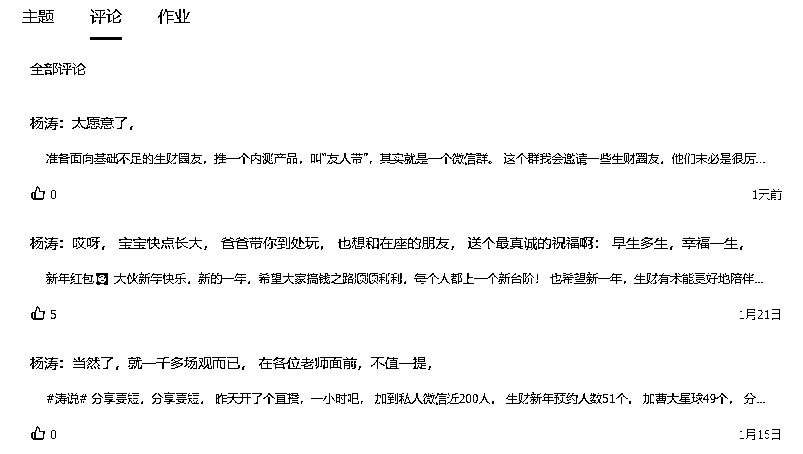 主题 评论 作业
全部评论
杨涛：太愿意了，
准备面向基础不足的生财圈友，推一个内测产品，叫“友人带”，其实就是一个微信群。 这个群我会邀请一些生财圈友，他们未必是很厉...
0 1天前
杨涛：哎呀， 宝宝快点长大， 爸爸带你到处玩， 也想和在座的朋友， 送个最真诚的祝福啊： 早生多生，幸福一生，
新年红包 大伙新年快乐，新的一年，希望大家搞钱之路顺顺利利，每个人都上一个新台阶！ 也希望新一年，生财有术能更好地陪伴...
5 1月21日
杨涛：当然了，就一千多场观而已， 在各位老师面前，不值一提，
#涛说# 分享要短，分享要短， 昨天开了个直播，一小时吧， 加到私人微信近200人， 生财新年预约人数51个， 加曹大星球49个， 分...
0 1月15日